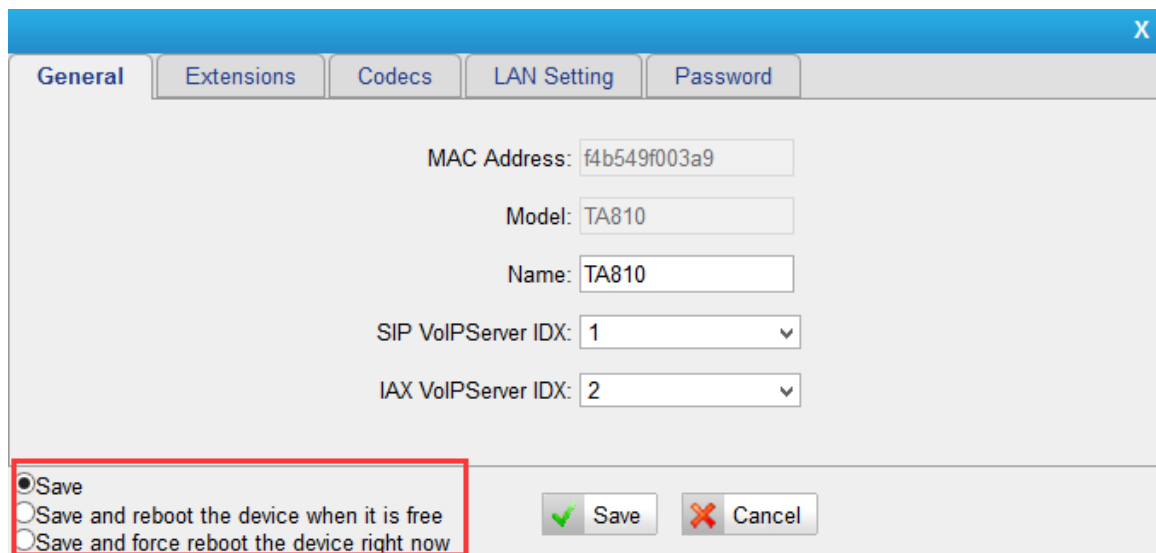 X
General Extensions Codecs LAN Setting Password
MAC Address: f4b549f003a9
Model: TA810
Name: TA810
SIP VoIPServer IDX: 1
IAX VoIPServer IDX: 2
Save
Save and reboot the device when it is free
Save and force reboot the device right now
Save Cancel